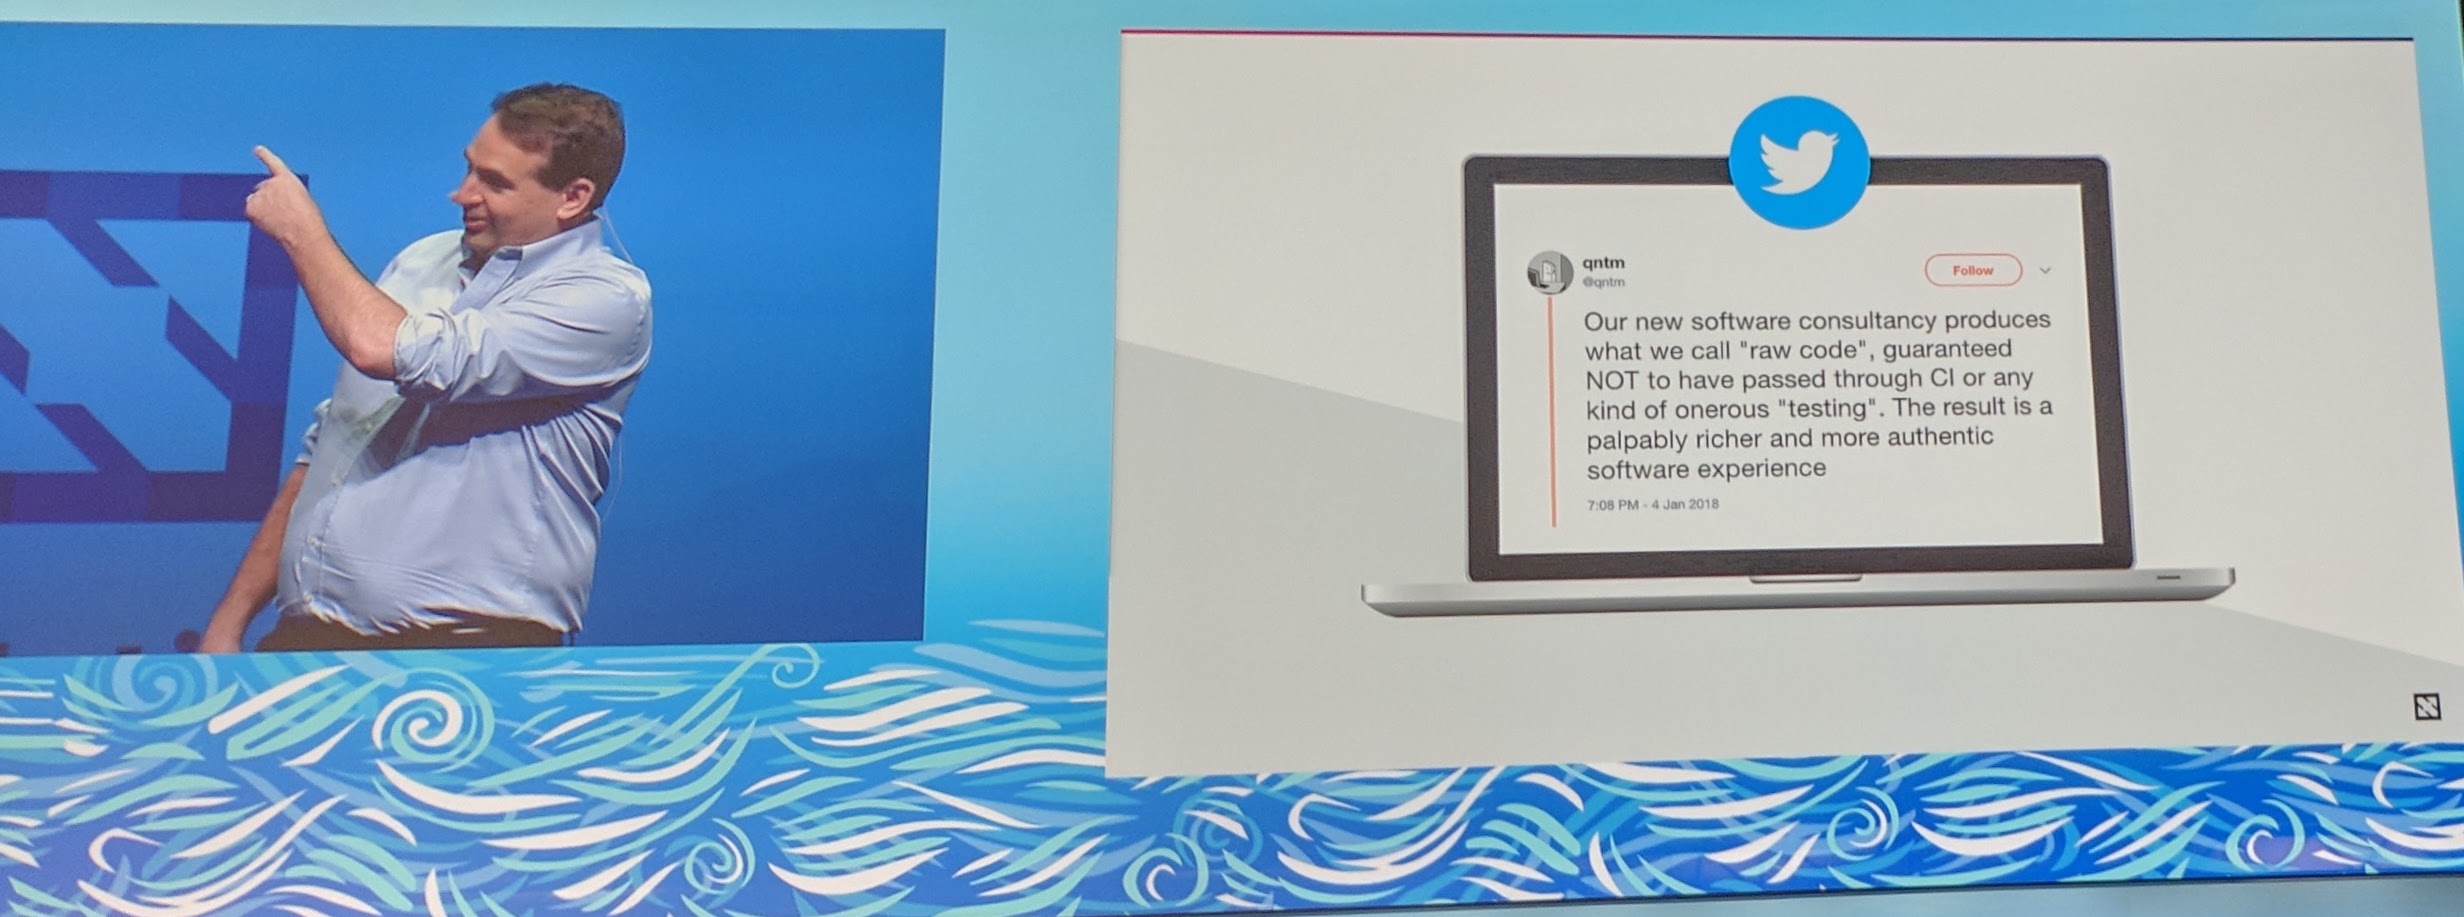 qntm
@qntm
Follow
Our new software consultancy produces
what we call "raw code", guaranteed
NOT to have passed through CI or any
kind of onerous "testing". The result is a
palpably richer and more authentic
software experience
7:08 PM - 4 Jan 2018